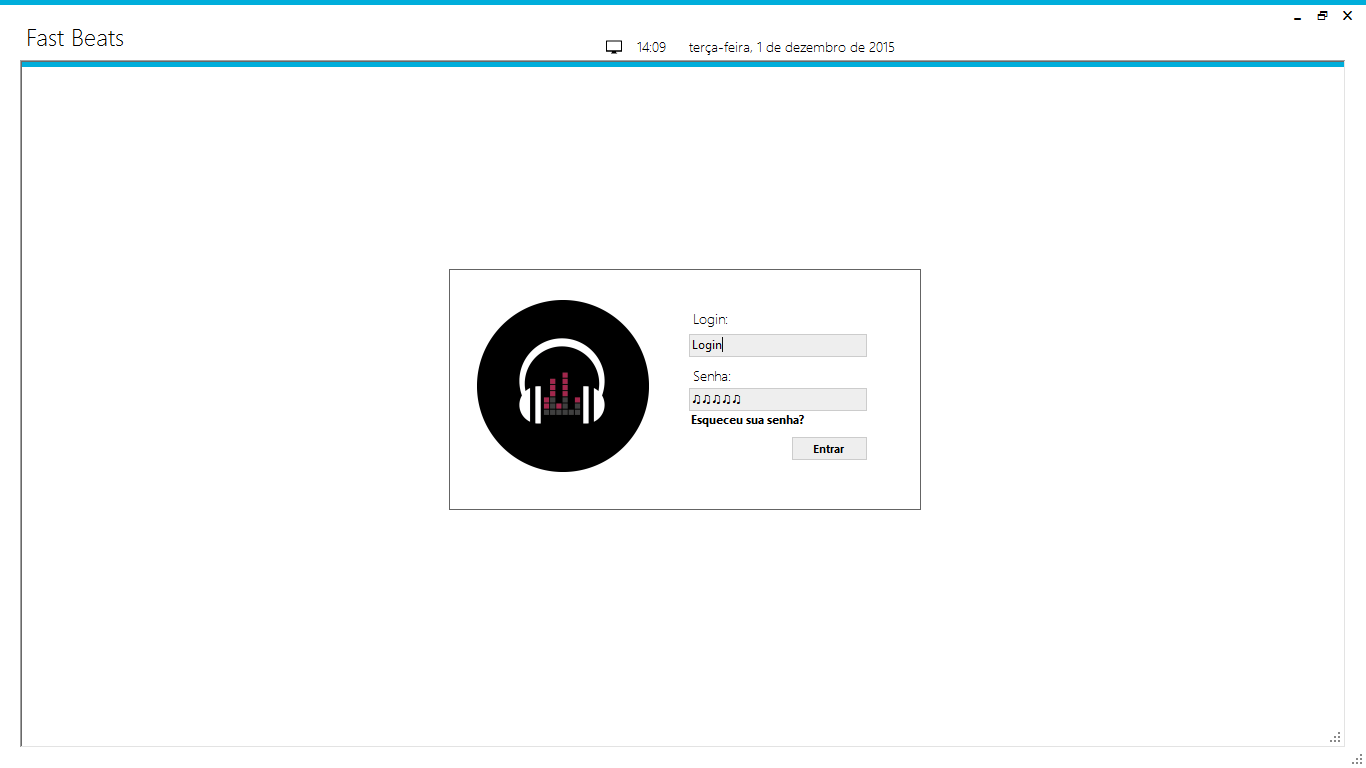 Fast Beats
14:09 terça-feira, 1 de dezembro de 2015
Login:
Login
Senha:
♫♫♫♫♫
Esqueceu sua senha?
Entrar